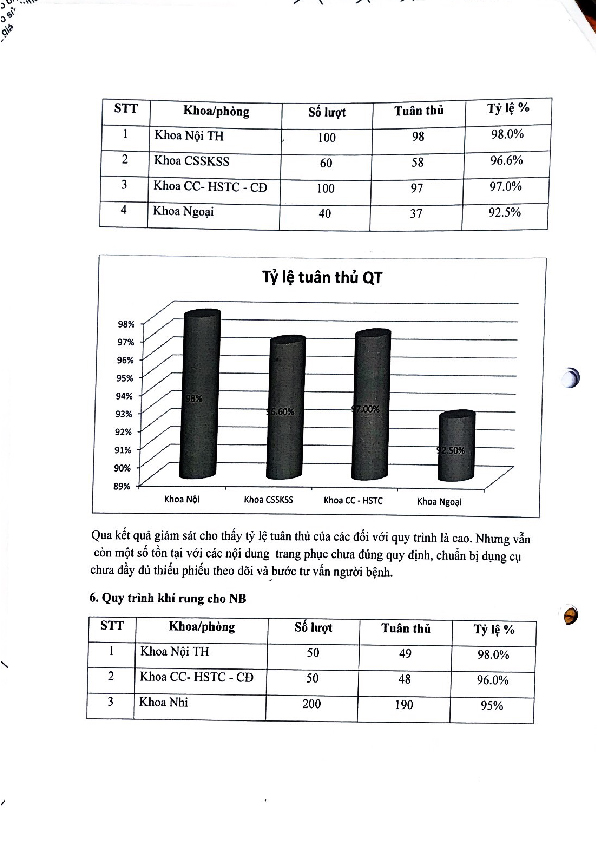 STT Khoa/phòng Số lượt Tuân thủ Tỷ lệ %
1 Khoa Nội TH 100 98 98.0%
2 Khoa CSSKSS 60 58 96.6%
3 Khoa CC- HSTC - CĐ 100 97 97.0%
4 Khoa Ngoại 40 37 92.5%
Tỷ lệ tuân thủ QT
98%
97%
96%
95%
94%
93%
92%
91%
90%
89%
98% 96.60% 97.00% 92.50%
Khoa Nội Khoa CSSKSS Khoa CC - HSTC Khoa Ngoại
Qua kết quả giám sát cho thấy tỷ lệ tuân thủ của các đối với quy trình là cao. Nhưng vẫn
còn một số tồn tại với các nội dung trang phục chưa đúng quy định, chuẩn bị dụng cụ
chưa đầy đủ thiếu phiếu theo dõi và bước tư vấn người bệnh.
6. Quy trình khí rung cho NB
STT Khoa/phòng Số lượt Tuân thủ Tỷ lệ %
1 Khoa Nội TH 50 49 98.0%
2 Khoa CC- HSTC - CĐ 50 48 96.0%
3 Khoa Nhi 200 190 95%